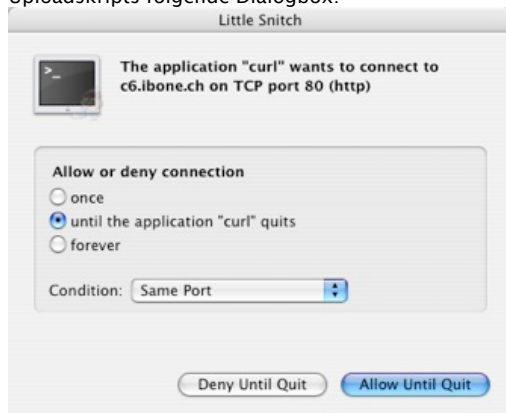 Uploadskripts folgende Dialogbox:
Little Snitch
The application "curl" wants to connect to
c6.ibone.ch on TCP port 80 (http)
Allow or deny connection
once
until the application "curl" quits
forever
Condition: Same Port
Deny Until Quit Allow Until Quit